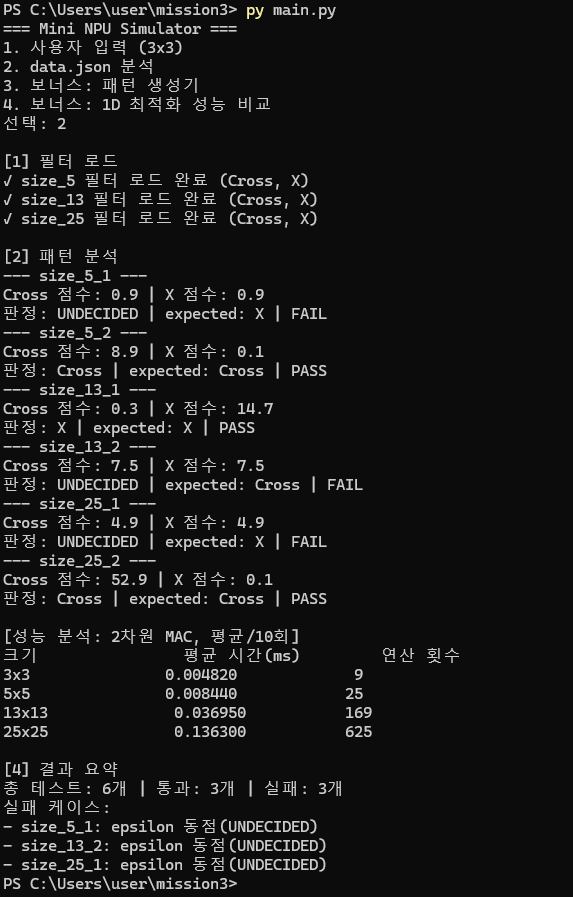 PS C:\Users\user\mission3> py main.py
=== Mini NPU Simulator ===
1. 사용자 입력 (3x3)
2. data.json 분석
3. 보너스: 패턴 생성기
4. 보너스: 1D 최적화 성능 비교
선택: 2
[1] 필터 로드
✓ size_5 필터 로드 완료 (Cross, X)
✓ size_13 필터 로드 완료 (Cross, X)
✓ size_25 필터 로드 완료 (Cross, X)
[2] 패턴 분석
--- size_5_1 ---
Cross 점수: 0.9 | X 점수: 0.9
판정: UNDECIDED | expected: X | FAIL
--- size_5_2 ---
Cross 점수: 8.9 | X 점수: 0.1
판정: Cross | expected: Cross | PASS
--- size_13_1 ---
Cross 점수: 0.3 | X 점수: 14.7
판정: X | expected: X | PASS
--- size_13_2 ---
Cross 점수: 7.5 | X 점수: 7.5
판정: UNDECIDED | expected: Cross | FAIL
--- size_25_1 ---
Cross 점수: 4.9 | X 점수: 4.9
판정: UNDECIDED | expected: X | FAIL
--- size_25_2 ---
Cross 점수: 52.9 | X 점수: 0.1
판정: Cross | expected: Cross | PASS
[성능 분석: 2차원 MAC, 평균/10회]
크기 평균 시간(ms) 연산 횟수
3x3 0.004820 9
5x5 0.008440 25
13x13 0.036950 169
25x25 0.136300 625
[4] 결과 요약
총 테스트: 6개 | 통과: 3개 | 실패: 3개
실패 케이스:
- size_5_1: epsilon 동점(UNDECIDED)
- size_13_2: epsilon 동점(UNDECIDED)
- size_25_1: epsilon 동점(UNDECIDED)
PS C:\Users\user\mission3>